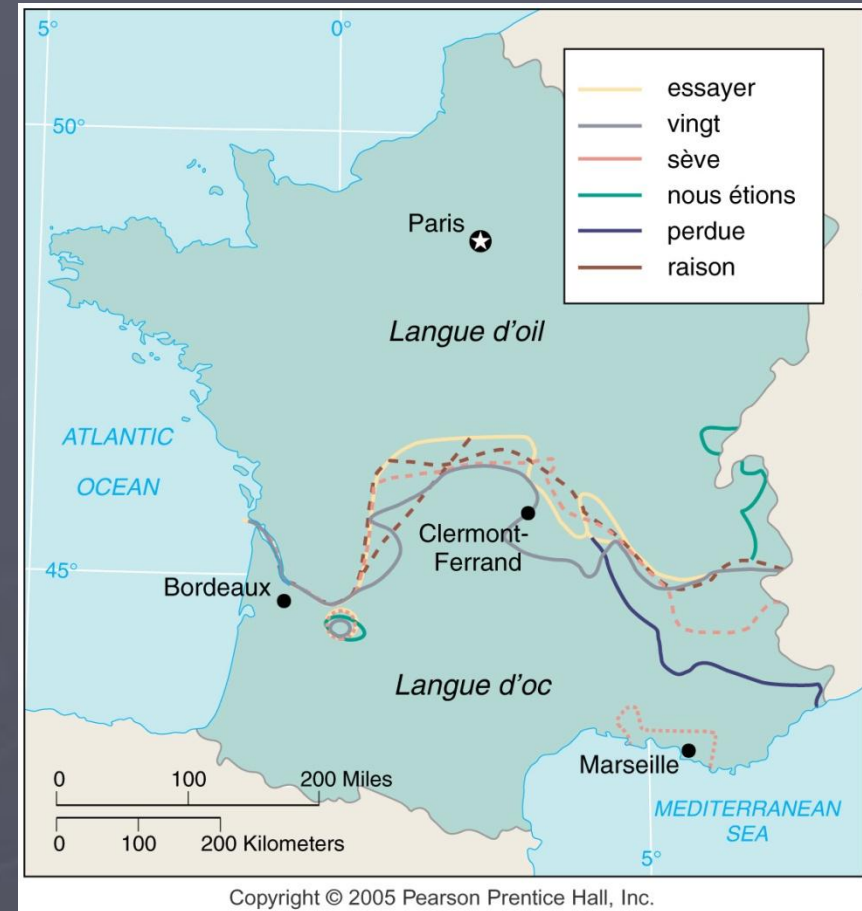 5°
0°
50°
essayer
vingt
sève
nous étions
perdue
raison
Paris
Langue d'oil
ATLANTIC
OCEAN
Clermont-
Ferrand
45°
Bordeaux
Langue d'oc
Marseille
0 100 200 Miles
0 100 200 Kilometers
MEDITERRANEAN
SEA
5°
Copyright © 2005 Pearson Prentice Hall, Inc.